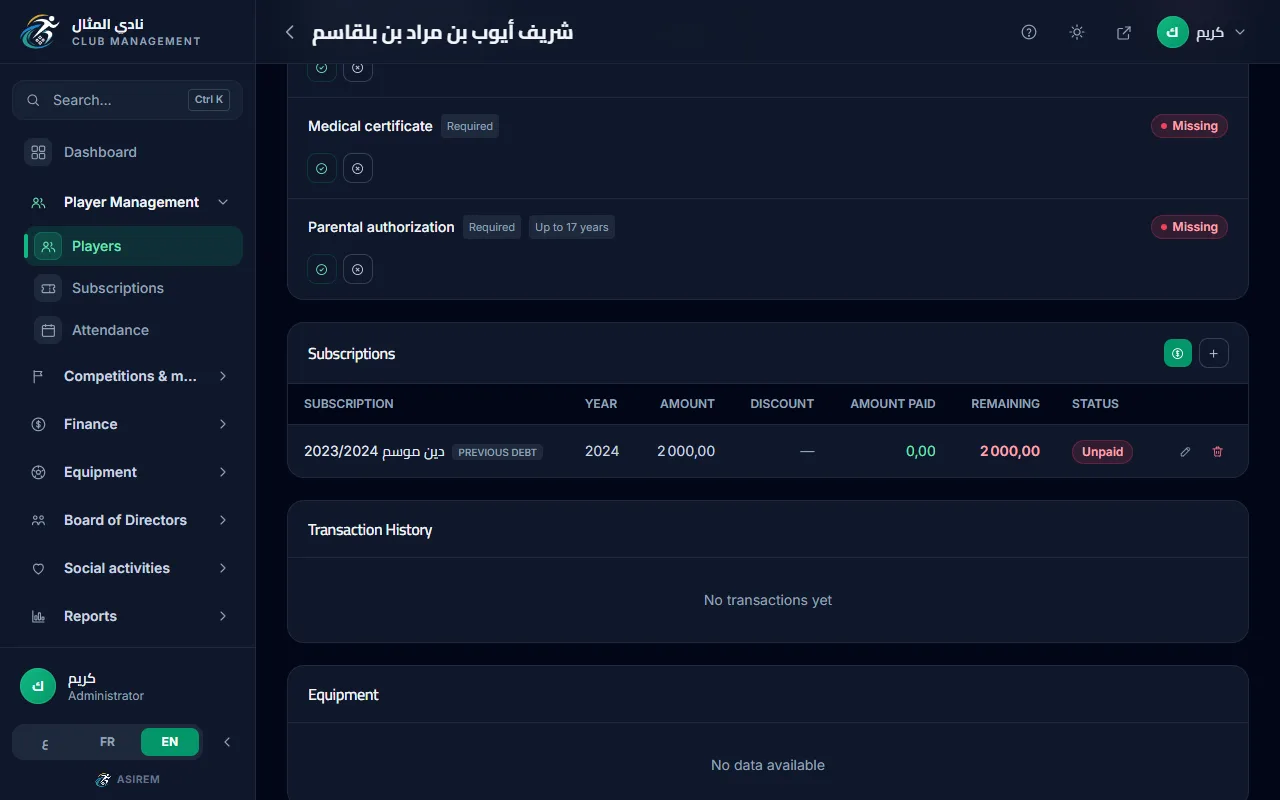 نادي المثال
CLUB MANAGEMENT
شريف أيوب بن مراد بن بلقاسم
ك
كريم
Search...
Ctrl K
Dashboard
Player Management
Players
Subscriptions
Attendance
Competitions & m...
Finance
Equipment
Board of Directors
Social activities
Reports
ك
كريم
Administrator
ع
FR
EN
ASIREM
Medical certificate
Required
Missing
Parental authorization
Required
Up to 17 years
Missing
Subscriptions
SUBSCRIPTION YEAR AMOUNT DISCOUNT AMOUNT PAID REMAINING STATUS
دين موسم 2023/2024 PREVIOUS DEBT 2024 2 000,00 — 0,00 2 000,00 Unpaid
Transaction History
No transactions yet
Equipment
No data available